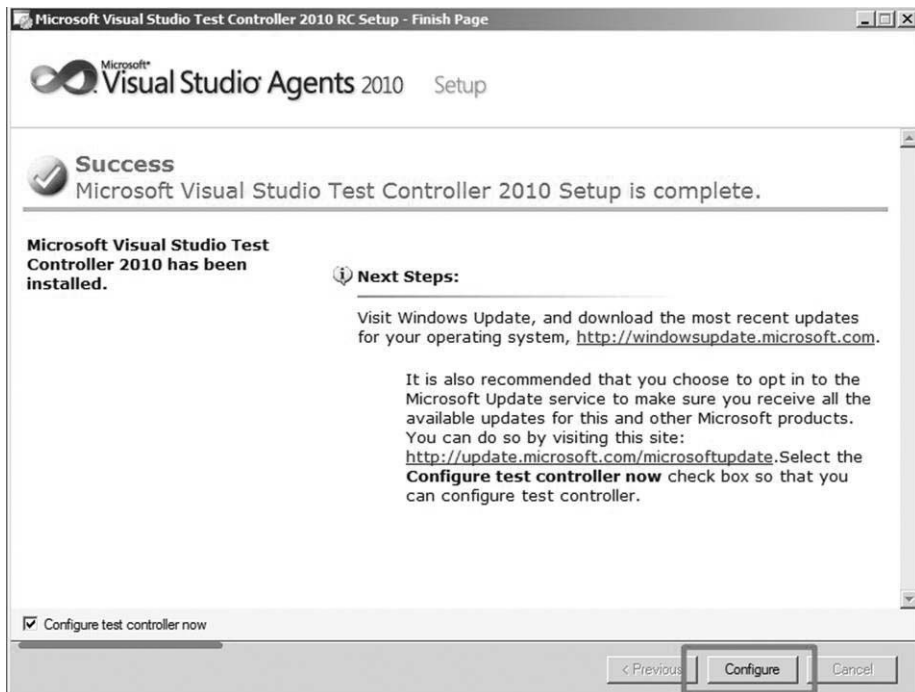 Microsoft Visual Studio Test Controller 2010 RC Setup - Finish Page
Microsoft®
Visual Studio® Agents 2010 Setup
Success
Microsoft Visual Studio Test Controller 2010 Setup is complete.
Microsoft Visual Studio Test
Controller 2010 has been
installed.
Next Steps:
Visit Windows Update, and download the most recent updates
for your operating system, http://windowsupdate.microsoft.com.
It is also recommended that you choose to opt in to the
Microsoft Update service to make sure you receive all the
available updates for this and other Microsoft products.
You can do so by visiting this site:
http://update.microsoft.com/microsoftupdate.Select the
Configure test controller now check box so that you
can configure test controller.
Configure test controller now
< Previous
Configure
Cancel